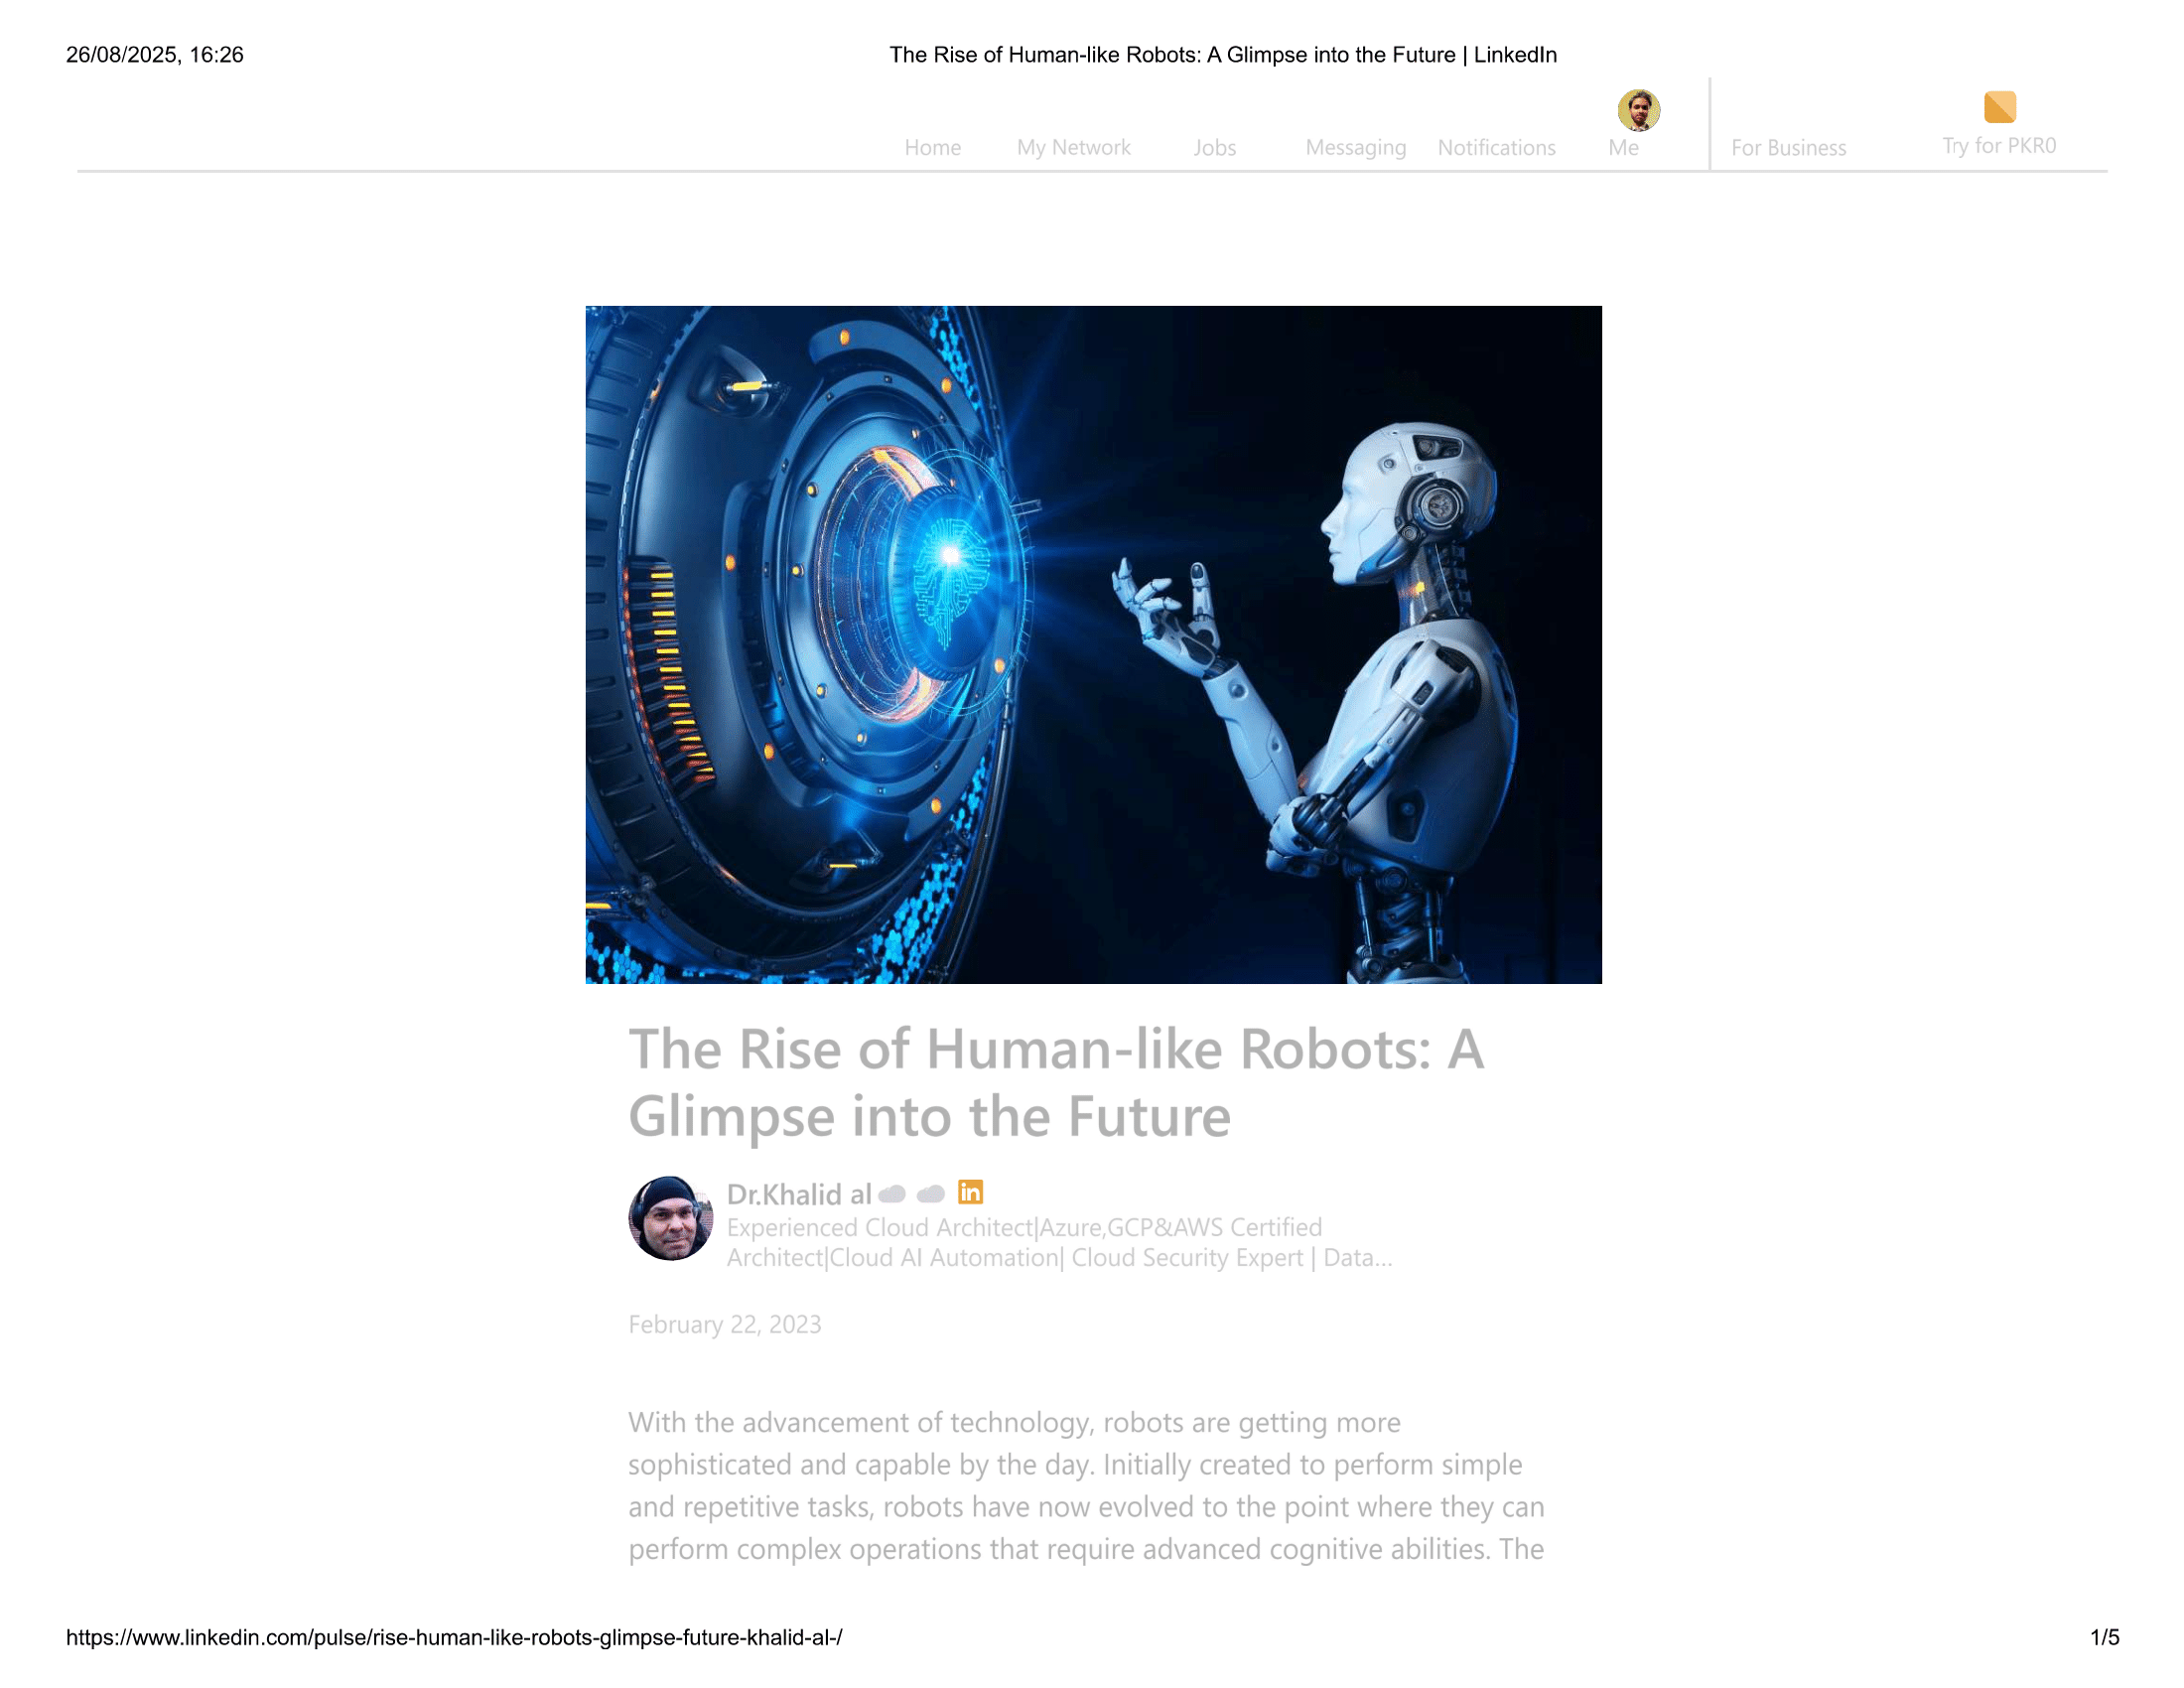 26/08/2025, 16:26
The Rise of Human-like Robots: A Glimpse into the Future | LinkedIn
Home My Network Jobs Messaging Notifications Me For Business Try for PKR0
The Rise of Human-like Robots: A
Glimpse into the Future
Dr.Khalid al
in
Experienced Cloud Architect|Azure,GCP&AWS Certified
Architect|Cloud AI Automation| Cloud Security Expert | Data...
February 22, 2023
With the advancement of technology, robots are getting more
sophisticated and capable by the day. Initially created to perform simple
and repetitive tasks, robots have now evolved to the point where they can
perform complex operations that require advanced cognitive abilities. The
https://www.linkedin.com/pulse/rise-human-like-robots-glimpse-future-khalid-al-/
1/5